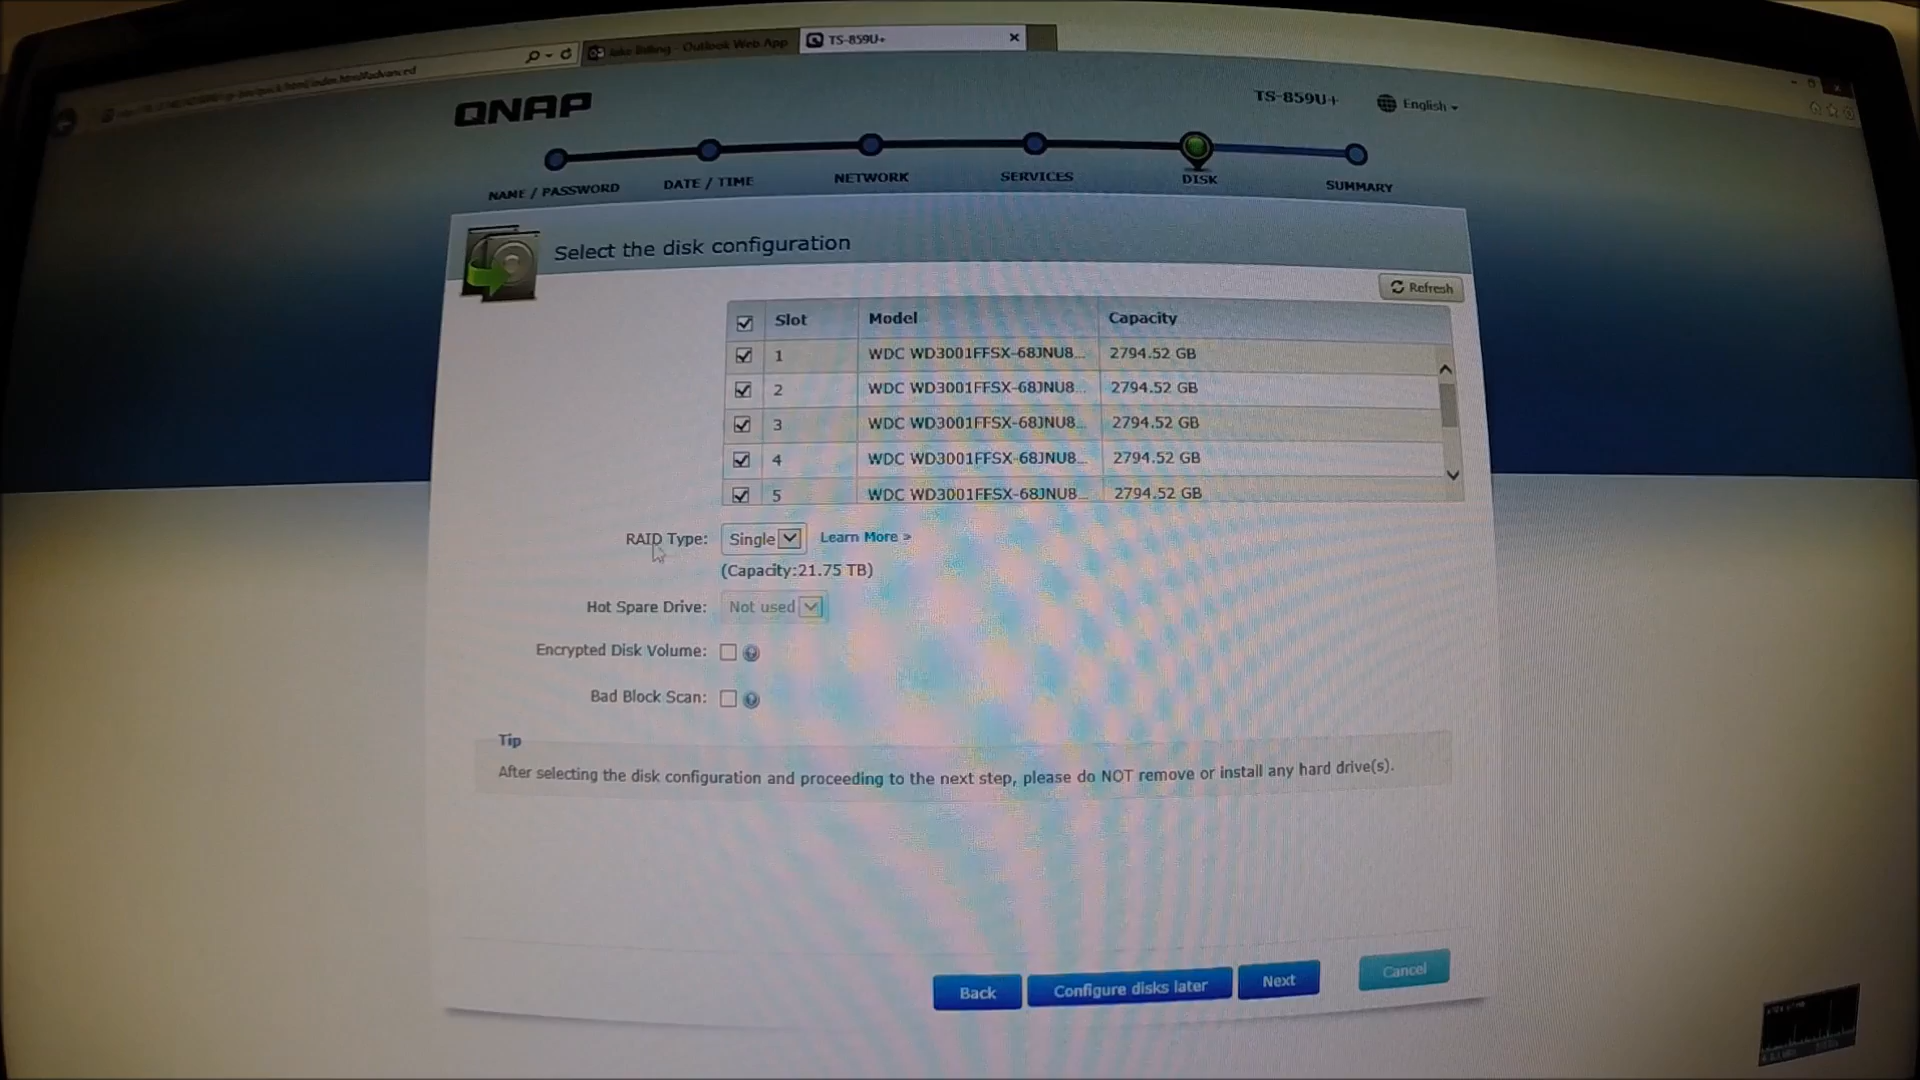 Billing - Outlook Web App
TS-859U+
QNAP
TS-859U+
English
NAME / PASSWORD
DATE / TIME
NETWORK
SERVICES
DISK
SUMMARY
Select the disk configuration
Refresh
Slot Model Capacity
1 WDC WD3001FFSX-68JNU8... 2794.52 GB
2 WDC WD3001FFSX-68JNU8... 2794.52 GB
3 WDC WD3001FFSX-68JNU8... 2794.52 GB
4 WDC WD3001FFSX-68JNU8... 2794.52 GB
5 WDC WD3001FFSX-68JNU8... 2794.52 GB
RAID Type: Single Learn More »
(Capacity:21.75 TB)
Hot Spare Drive: Not used
Encrypted Disk Volume:
Bad Block Scan:
Tip
After selecting the disk configuration and proceeding to the next step, please do NOT remove or install any hard drive(s).
Back
Configure disks later
Next
Cancel